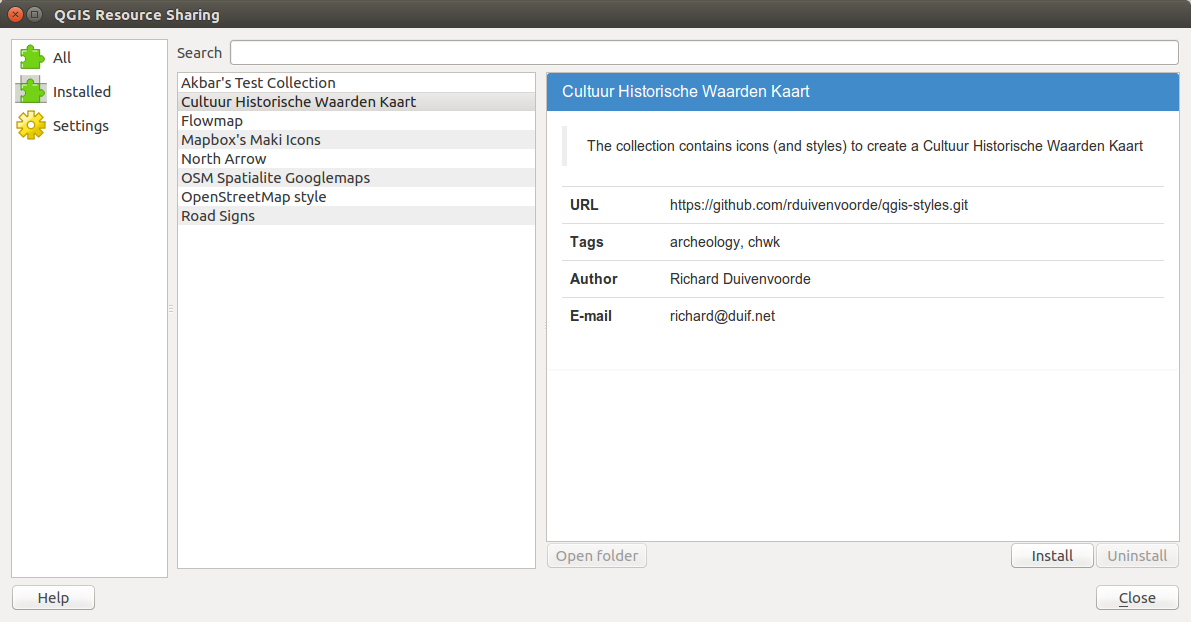 QGIS Resource Sharing
All
Installed
Settings
Search
Akbar's Test Collection
Cultuur Historische Waarden Kaart
Flowmap
Mapbox's Maki Icons
North Arrow
OSM Spatialite Googlemaps
OpenStreetMap style
Road Signs
Cultuur Historische Waarden Kaart
The collection contains icons (and styles) to create a Cultuur Historische Waarden Kaart
URL https://github.com/rduivenvoorde/qgis-styles.git
Tags archeology, chwk
Author Richard Duivenvoorde
E-mail richard@duif.net
Open folder Install Uninstall
Help Close